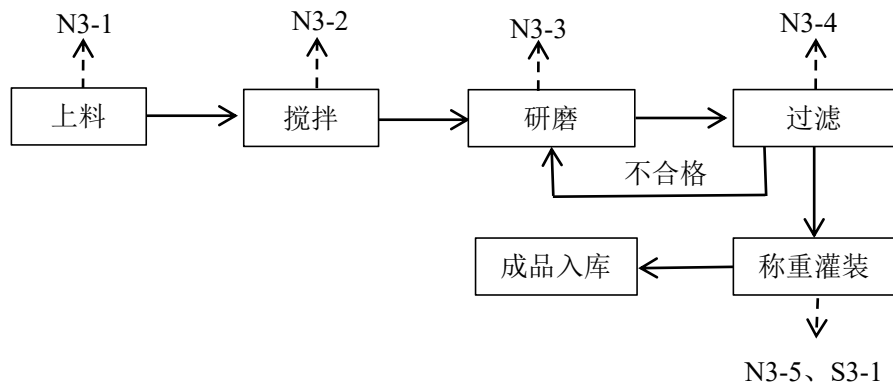 N3-1
N3-2
N3-3
N3-4
上料
搅拌
研磨
过滤
不合格
成品入库
称重灌装
N3-5、S3-1